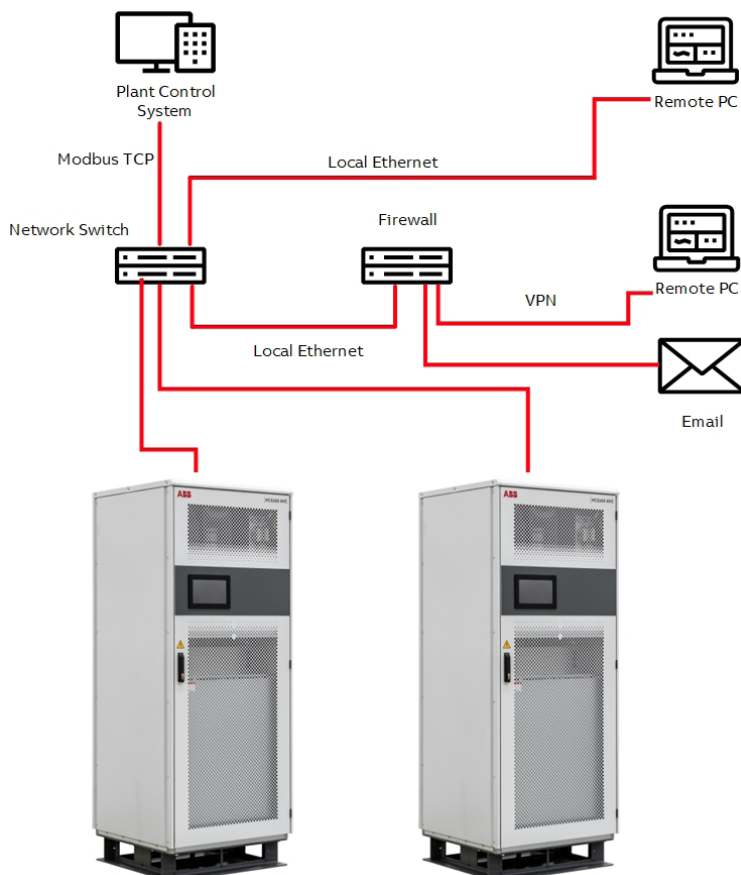 Plant Control
System
Remote PC
Modbus TCP
Local Ethernet
Network Switch
Firewall
Remote PC
VPN
Local Ethernet
Email
ABB
ABB